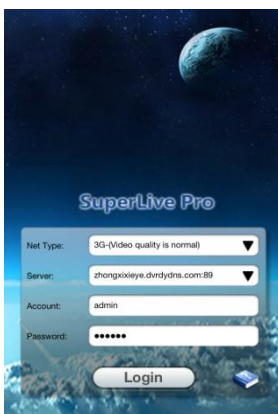 SuperLive Pro
Net Type: 3G-(Video quality is normal)
Server: zhongxixieye.dvrdydns.com:89
Account: admin
Password: ••••••
Login